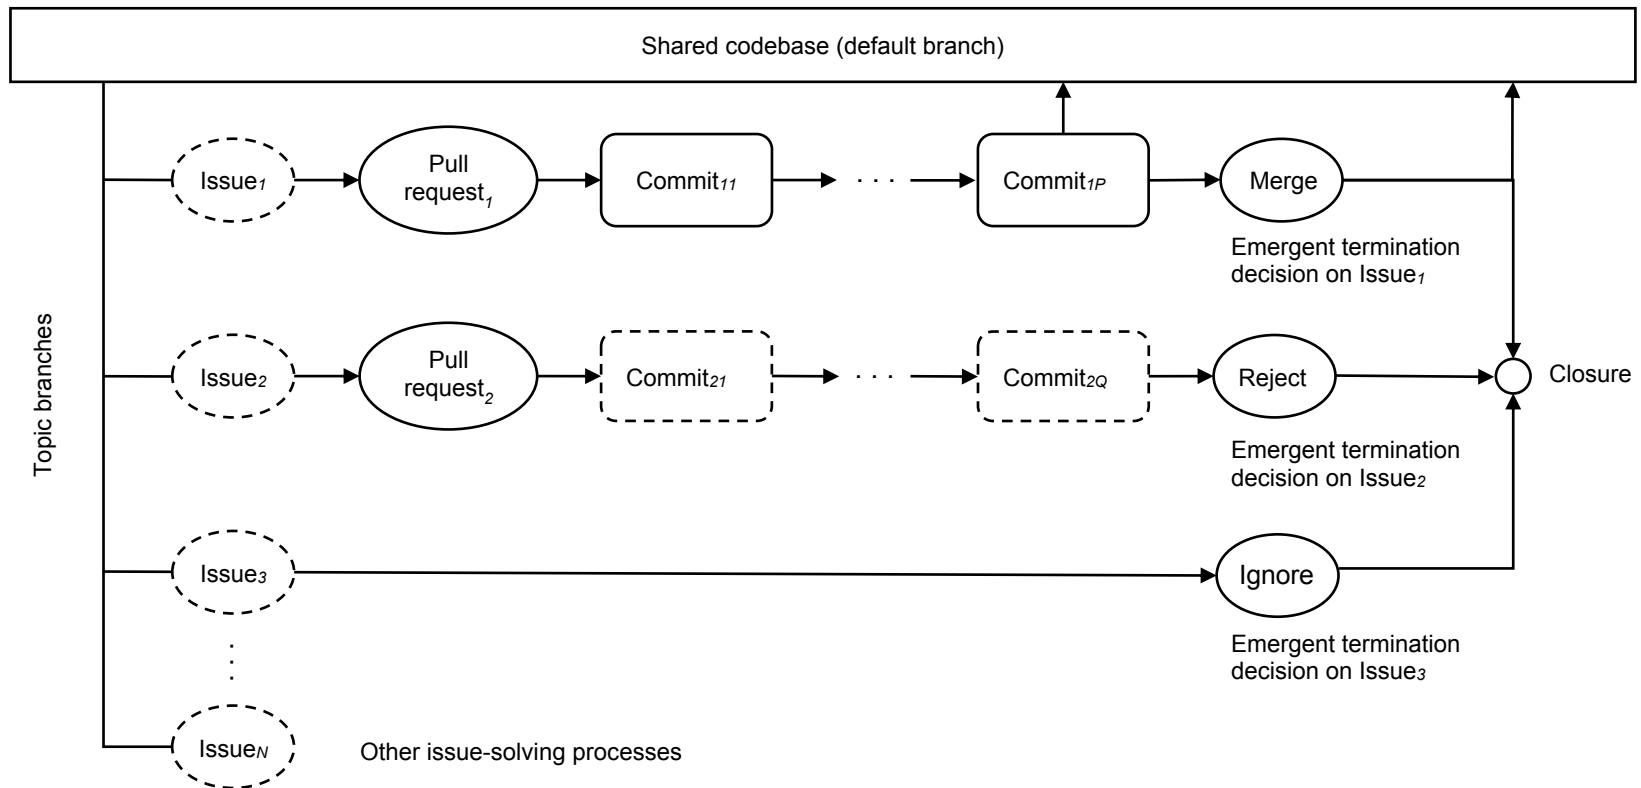 Shared codebase (default branch)
Issue1
Pull
request1
Commit11
. . .
Commit1P
Merge
Emergent termination
decision on Issue1
Topic branches
Issue2
Pull
request2
Commit21
. . .
Commit2Q
Reject
Closure
Emergent termination
decision on Issue2
Issue3
Ignore
Emergent termination
decision on Issue3
. . . .
IssueN
Other issue-solving processes